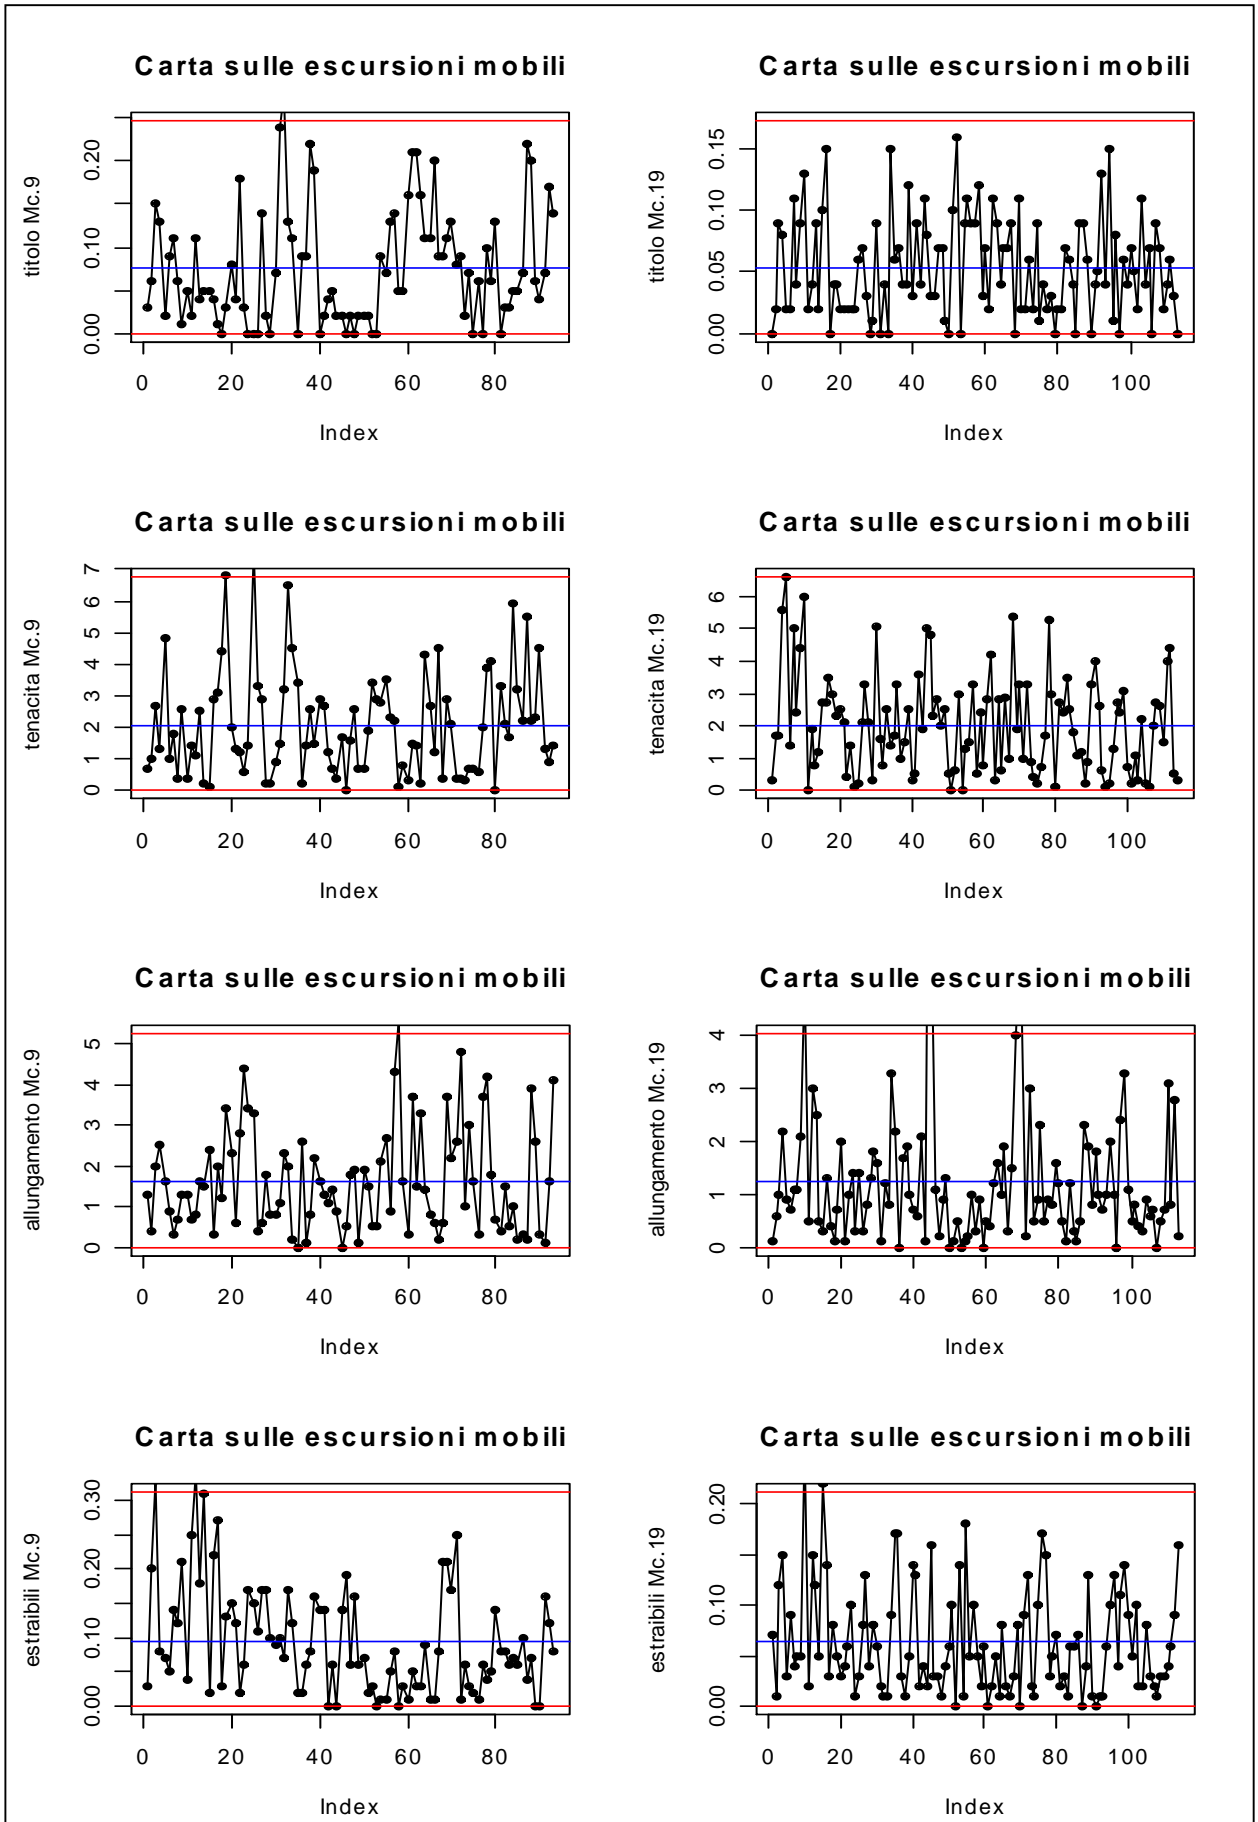 Carta sulle escursioni mobili
titolo Mc.9
0.20
0.10
0.00
0 20 40 60 80
Index
Carta sulle escursioni mobili
titolo Mc.19
0.15
0.10
0.05
0.00
0 20 40 60 80 100
Index
Carta sulle escursioni mobili
tenacita Mc.9
7
6
5
4
3
2
1
0
0 20 40 60 80
Index
Carta sulle escursioni mobili
tenacita Mc.19
6
5
4
3
2
1
0
0 20 40 60 80 100
Index
Carta sulle escursioni mobili
allungamento Mc.9
5
4
3
2
1
0
0 20 40 60 80
Index
Carta sulle escursioni mobili
allungamento Mc.19
4
3
2
1
0
0 20 40 60 80 100
Index
Carta sulle escursioni mobili
estraibili Mc.9
0.30
0.20
0.10
0.00
0 20 40 60 80
Index
Carta sulle escursioni mobili
estraibili Mc.19
0.20
0.10
0.00
0 20 40 60 80 100
Index